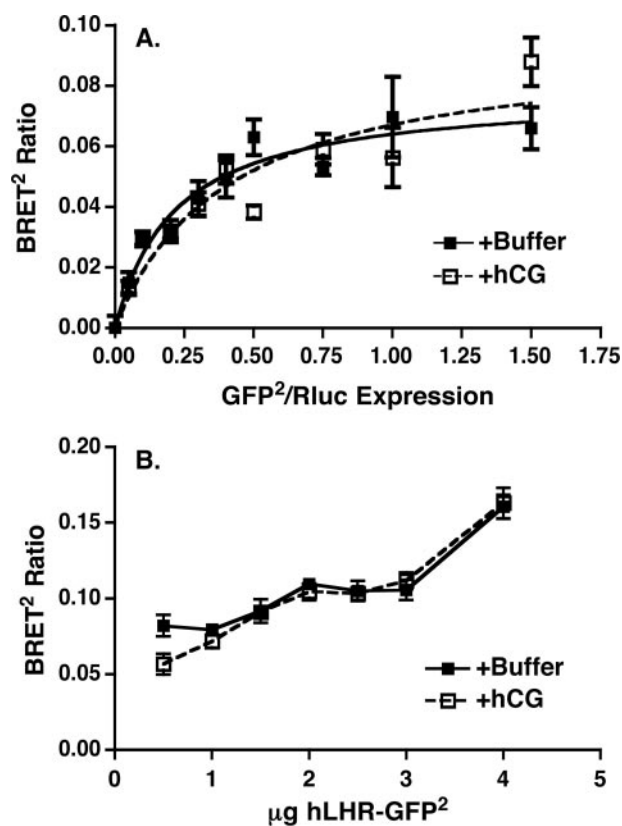 A.
0.10
0.08
0.06
0.04
0.02
0.00
BRET² Ratio
+Buffer
+hCG
0.00 0.25 0.50 0.75 1.00 1.25 1.50 1.75
GFP²/Rluc Expression
B.
0.20
0.15
0.10
0.05
0.00
BRET² Ratio
+Buffer
+hCG
0 1 2 3 4 5
µg hLHR-GFP²